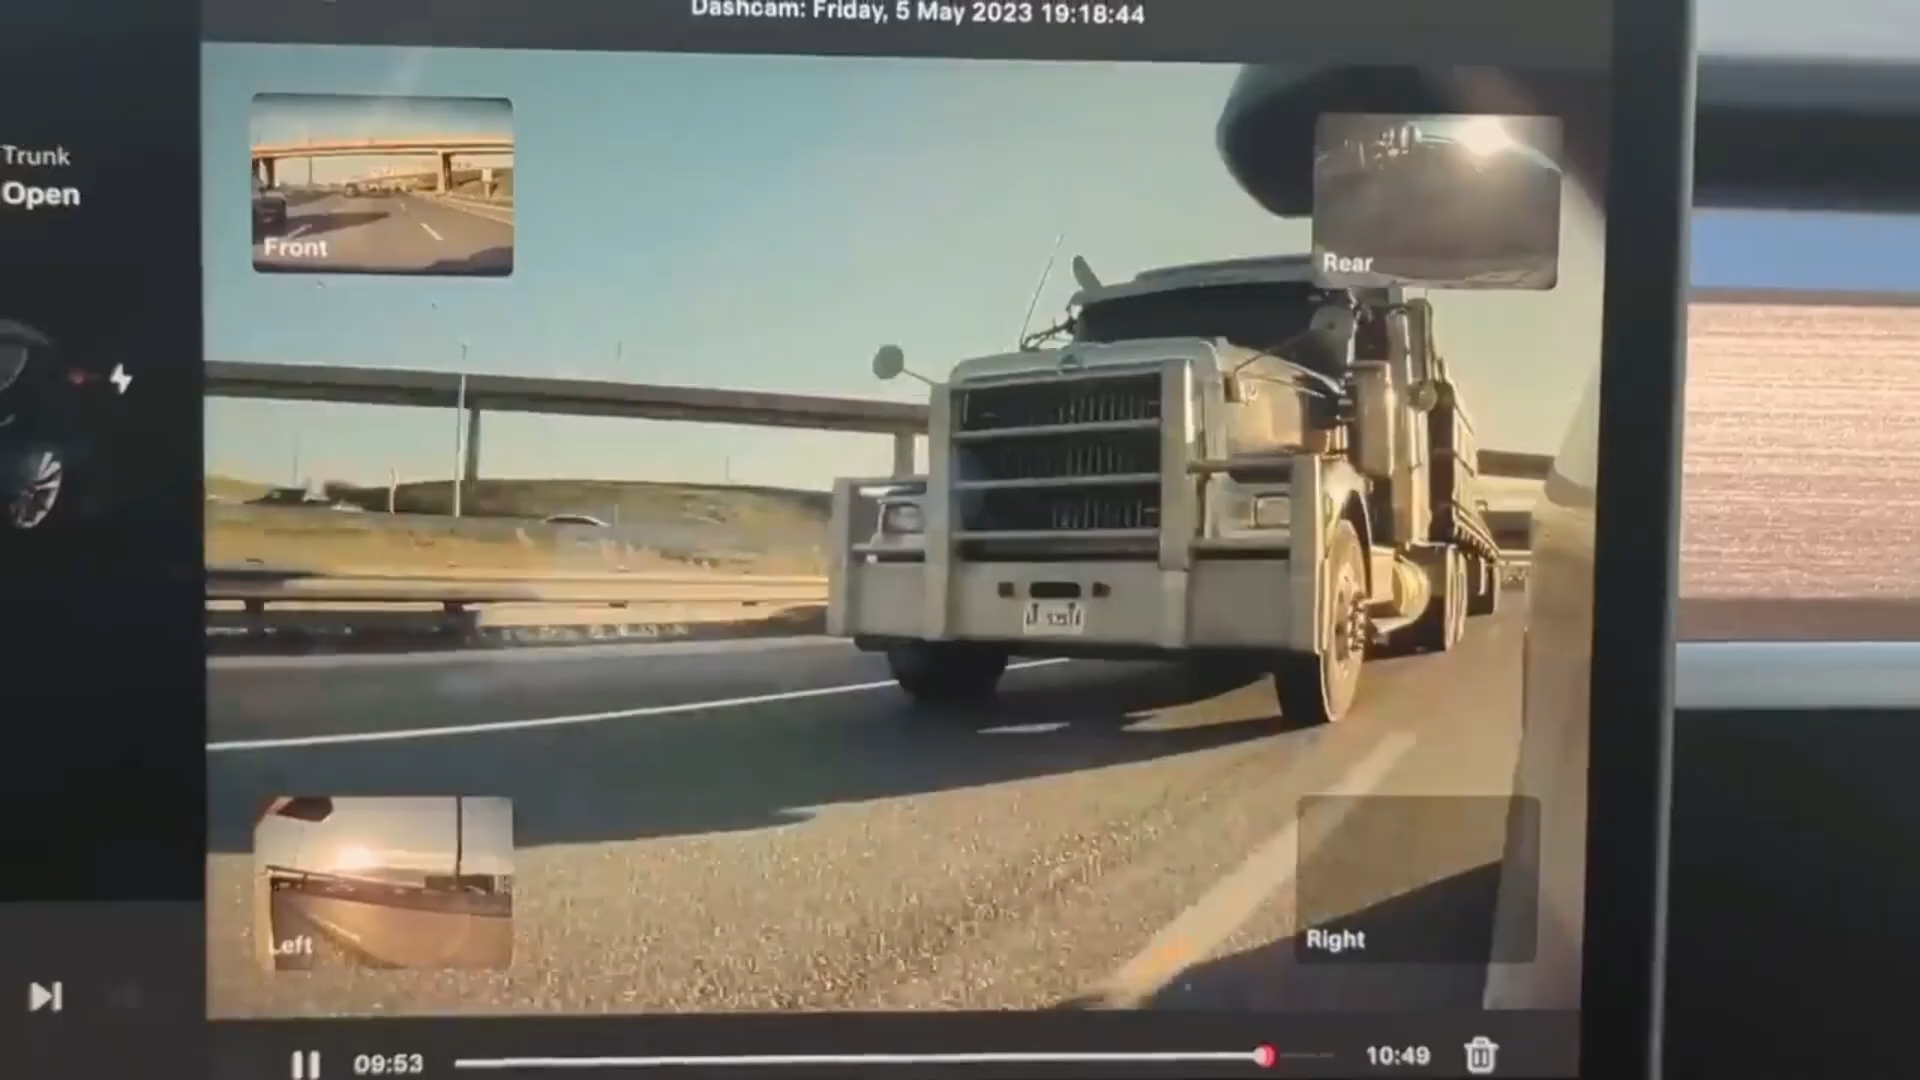 Dashcam: Friday, 5 May 2023 19:18:44
Trunk
Open
Front
Rear
Left
Right
09:53
10:49